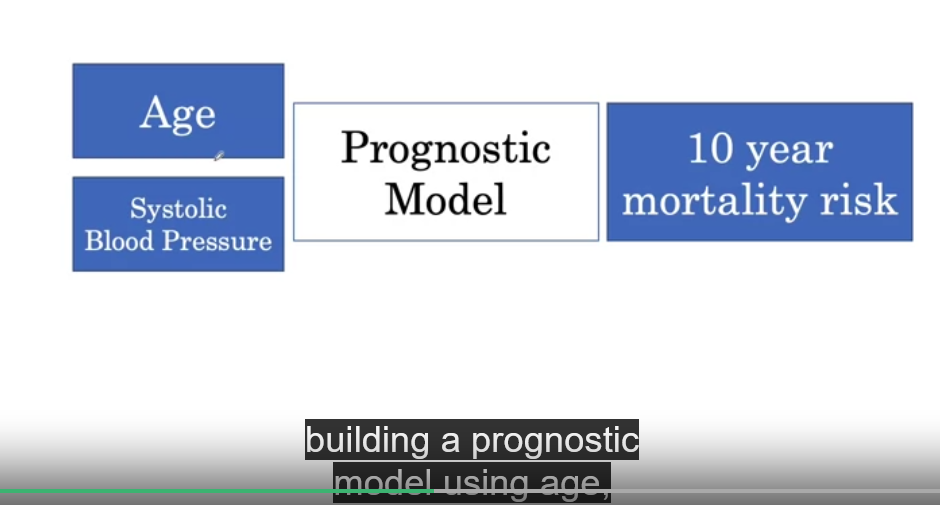 Age
Systolic
Blood Pressure
Prognostic
Model
10 year
mortality risk
building a prognostic
model using age,